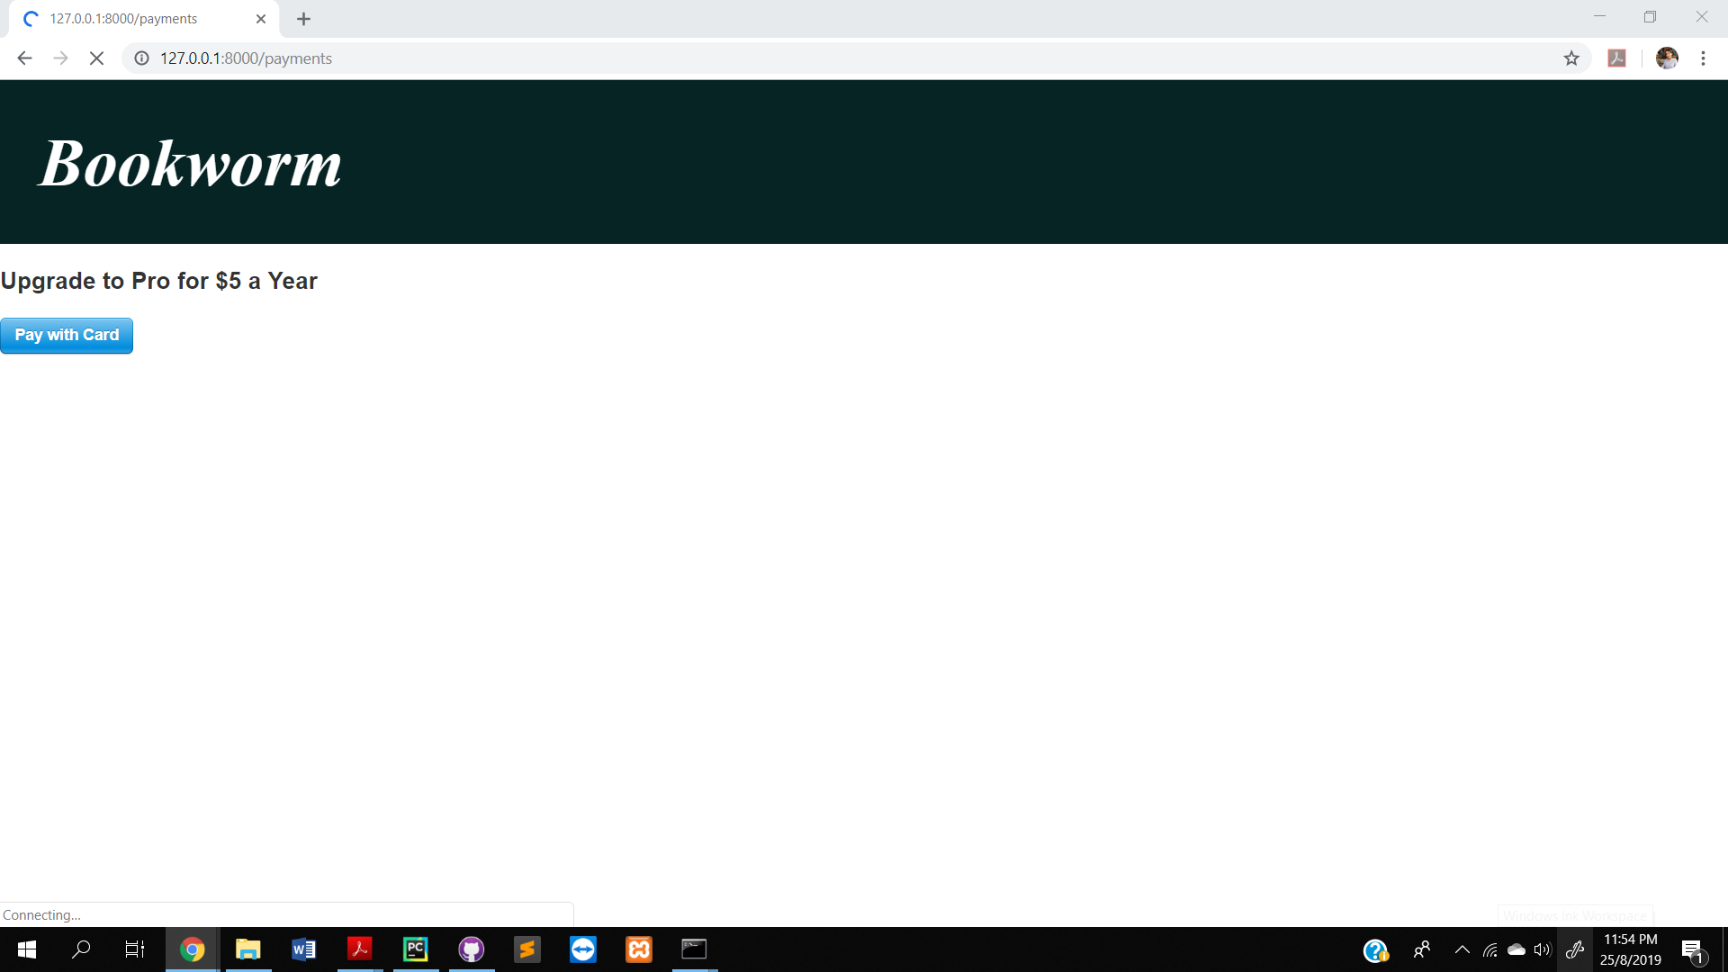 127.0.0.1:8000/payments
127.0.0.1:8000/payments
Bookworm
Upgrade to Pro for $5 a Year
Pay with Card
Connecting...
Windows Ink Workspace
11:54 PM
25/8/2019
1